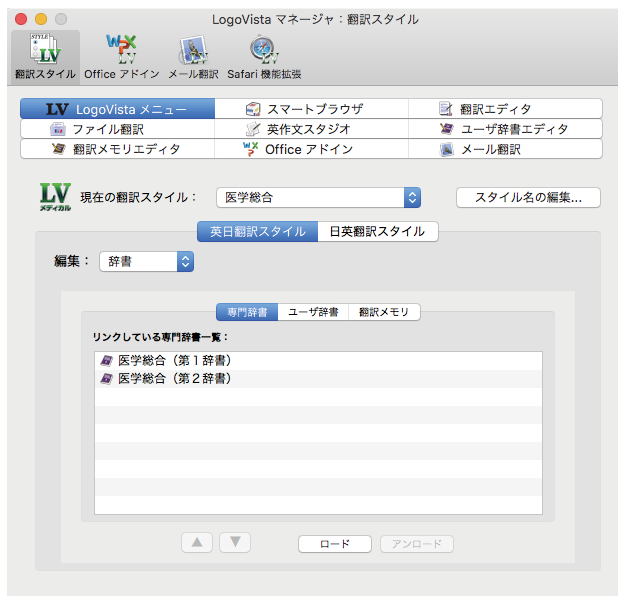 LogoVista マネージャ：翻訳スタイル
翻訳スタイル Office アドイン メール翻訳 Safari 機能拡張
LogoVista メニュー スマートブラウザ 翻訳エディタ
ファイル翻訳 英作文スタジオ ユーザ辞書エディタ
翻訳メモリエディタ Office アドイン メール翻訳
LV メディカル 現在の翻訳スタイル： 医学総合 スタイル名の編集...
英日翻訳スタイル 日英翻訳スタイル
編集： 辞書
専門辞書 ユーザ辞書 翻訳メモリ
リンクしている専門辞書一覧：
医学総合（第１辞書）
医学総合（第２辞書）
ロード アンロード